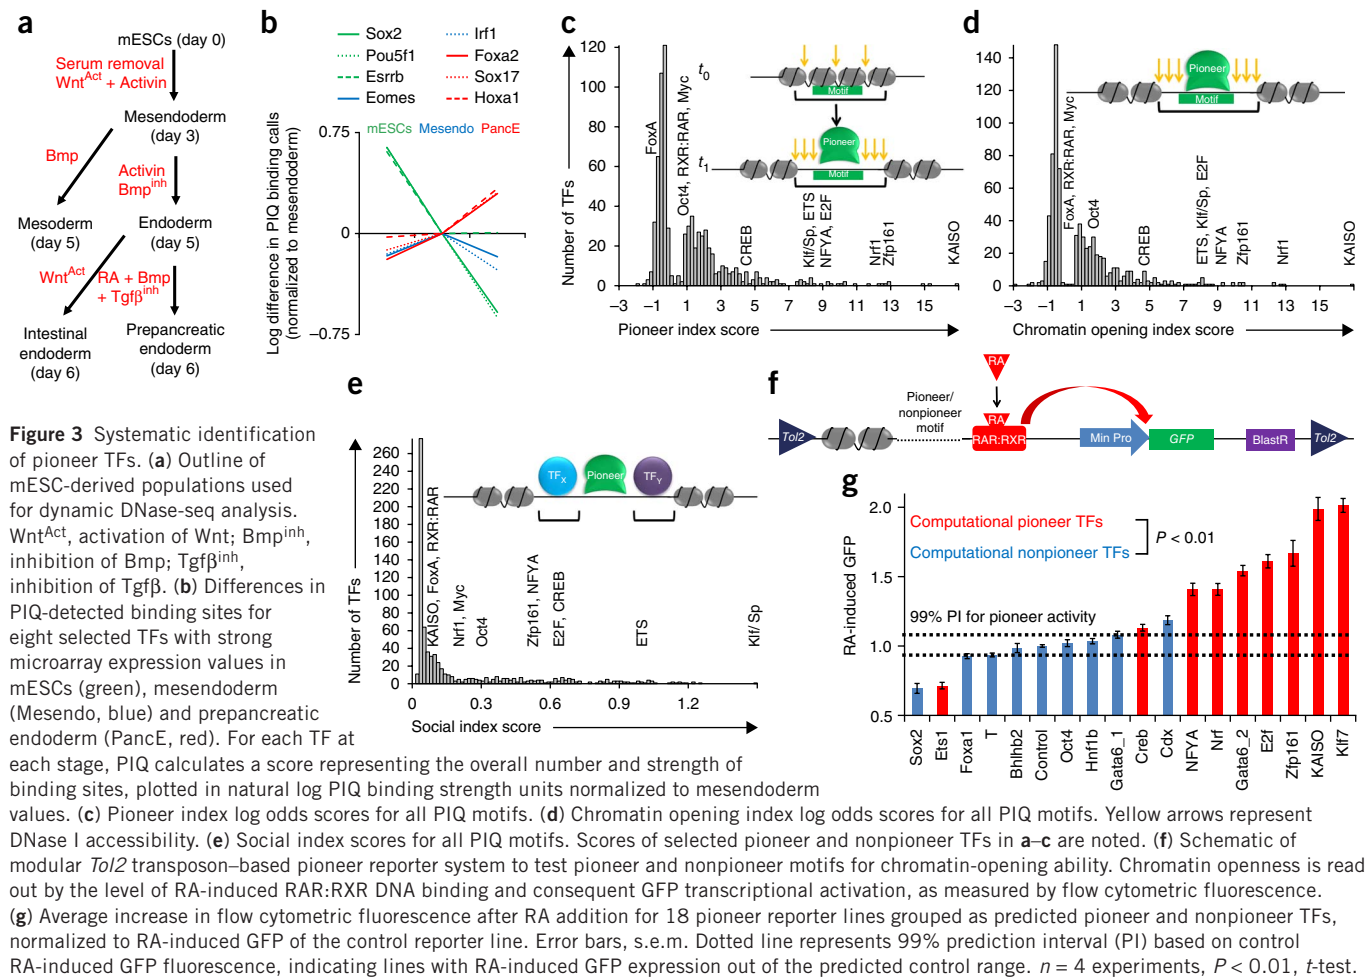 a
mESCs (day 0)
Serum removal
Wnt^Act + Activin
Mesendoderm
(day 3)
Bmp
Activin
Bmp^inh
Mesoderm
(day 5)
Endoderm
(day 5)
Wnt^Act
RA + Bmp
+ Tgfβ^inh
Intestinal
endoderm
(day 6)
Prepancreatic
endoderm
(day 6)
b
Sox2
Pou5f1
Esrrb
Eomes
Irf1
Foxa2
Sox17
Hoxa1
mESCs Mesendo PancE
0.75
0
−0.75
Log difference in PIQ binding calls
(normalized to mesendoderm)
c
120
100
80
60
40
20
0
Number of TFs
−3 −1 1 3 5 7 9 11 13 15 17
Pioneer index score
FoxA
Oct4, RXR:RAR, Myc
CREB
Klf/Sp, ETS
NFYA, E2F
Nrf1
Zfp161
KAISO
t0
Motif
t1
Pioneer
Motif
d
140
120
100
80
60
40
20
0
−3 −1 1 3 5 7 9 11 13 15 17
Chromatin opening index score
FoxA, RXR:RAR, Myc
Oct4
CREB
ETS, Klf/Sp, E2F
NFYA
Zfp161
Nrf1
KAISO
Pioneer
Motif
e
260
240
220
200
180
160
140
120
100
80
60
40
20
0
Number of TFs
0 0.3 0.6 0.9 1.2
Social index score
KAISO, FoxA, RXR:RAR
Nrf1, Myc
Oct4
Zfp161, NFYA
E2F, CREB
ETS
Klf/ Sp
TFX
Pioneer
TFY
f
RA
Pioneer/
nonpioneer
motif
RA
Tol2
RAR:RXR
Min Pro
GFP
BlastR
Tol2
g
2.0
1.5
1.0
0.5
RA-induced GFP
Computational pioneer TFs
Computational nonpioneer TFs
P < 0.01
99% PI for pioneer activity
Sox2
Ets1
Foxa1
T
Bhlhb2
Control
Oct4
Hnf1b
Gata6_1
Creb
Cdx
NFYA
Nrf
Gata6_2
E2f
Zfp161
KAISO
Klf7
Figure 3 Systematic identification
of pioneer TFs. (a) Outline of
mESC-derived populations used
for dynamic DNase-seq analysis.
Wnt^Act, activation of Wnt; Bmp^inh,
inhibition of Bmp; Tgfβ^inh,
inhibition of Tgfβ. (b) Differences in
PIQ-detected binding sites for
eight selected TFs with strong
microarray expression values in
mESCs (green), mesendoderm
(Mesendo, blue) and prepancreatic
endoderm (PancE, red). For each TF at
each stage, PIQ calculates a score representing the overall number and strength of
binding sites, plotted in natural log PIQ binding strength units normalized to mesendoderm
values. (c) Pioneer index log odds scores for all PIQ motifs. (d) Chromatin opening index log odds scores for all PIQ motifs. Yellow arrows represent
DNase I accessibility. (e) Social index scores for all PIQ motifs. Scores of selected pioneer and nonpioneer TFs in a–c are noted. (f) Schematic of
modular Tol2 transposon–based pioneer reporter system to test pioneer and nonpioneer motifs for chromatin-opening ability. Chromatin openness is read
out by the level of RA-induced RAR:RXR DNA binding and consequent GFP transcriptional activation, as measured by flow cytometric fluorescence.
(g) Average increase in flow cytometric fluorescence after RA addition for 18 pioneer reporter lines grouped as predicted pioneer and nonpioneer TFs,
normalized to RA-induced GFP of the control reporter line. Error bars, s.e.m. Dotted line represents 99% prediction interval (PI) based on control
RA-induced GFP fluorescence, indicating lines with RA-induced GFP expression out of the predicted control range. n = 4 experiments, P < 0.01, t-test.